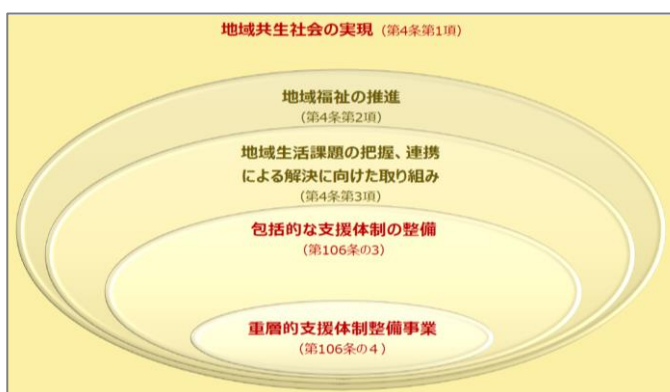 地域共生社会の実現（第4条第1項）
地域福祉の推進
（第4条第2項）
地域生活課題の把握、連携
による解決に向けた取り組み
（第4条第3項）
包括的な支援体制の整備
（第106条の3）
重層的支援体制整備事業
（第106条の４）